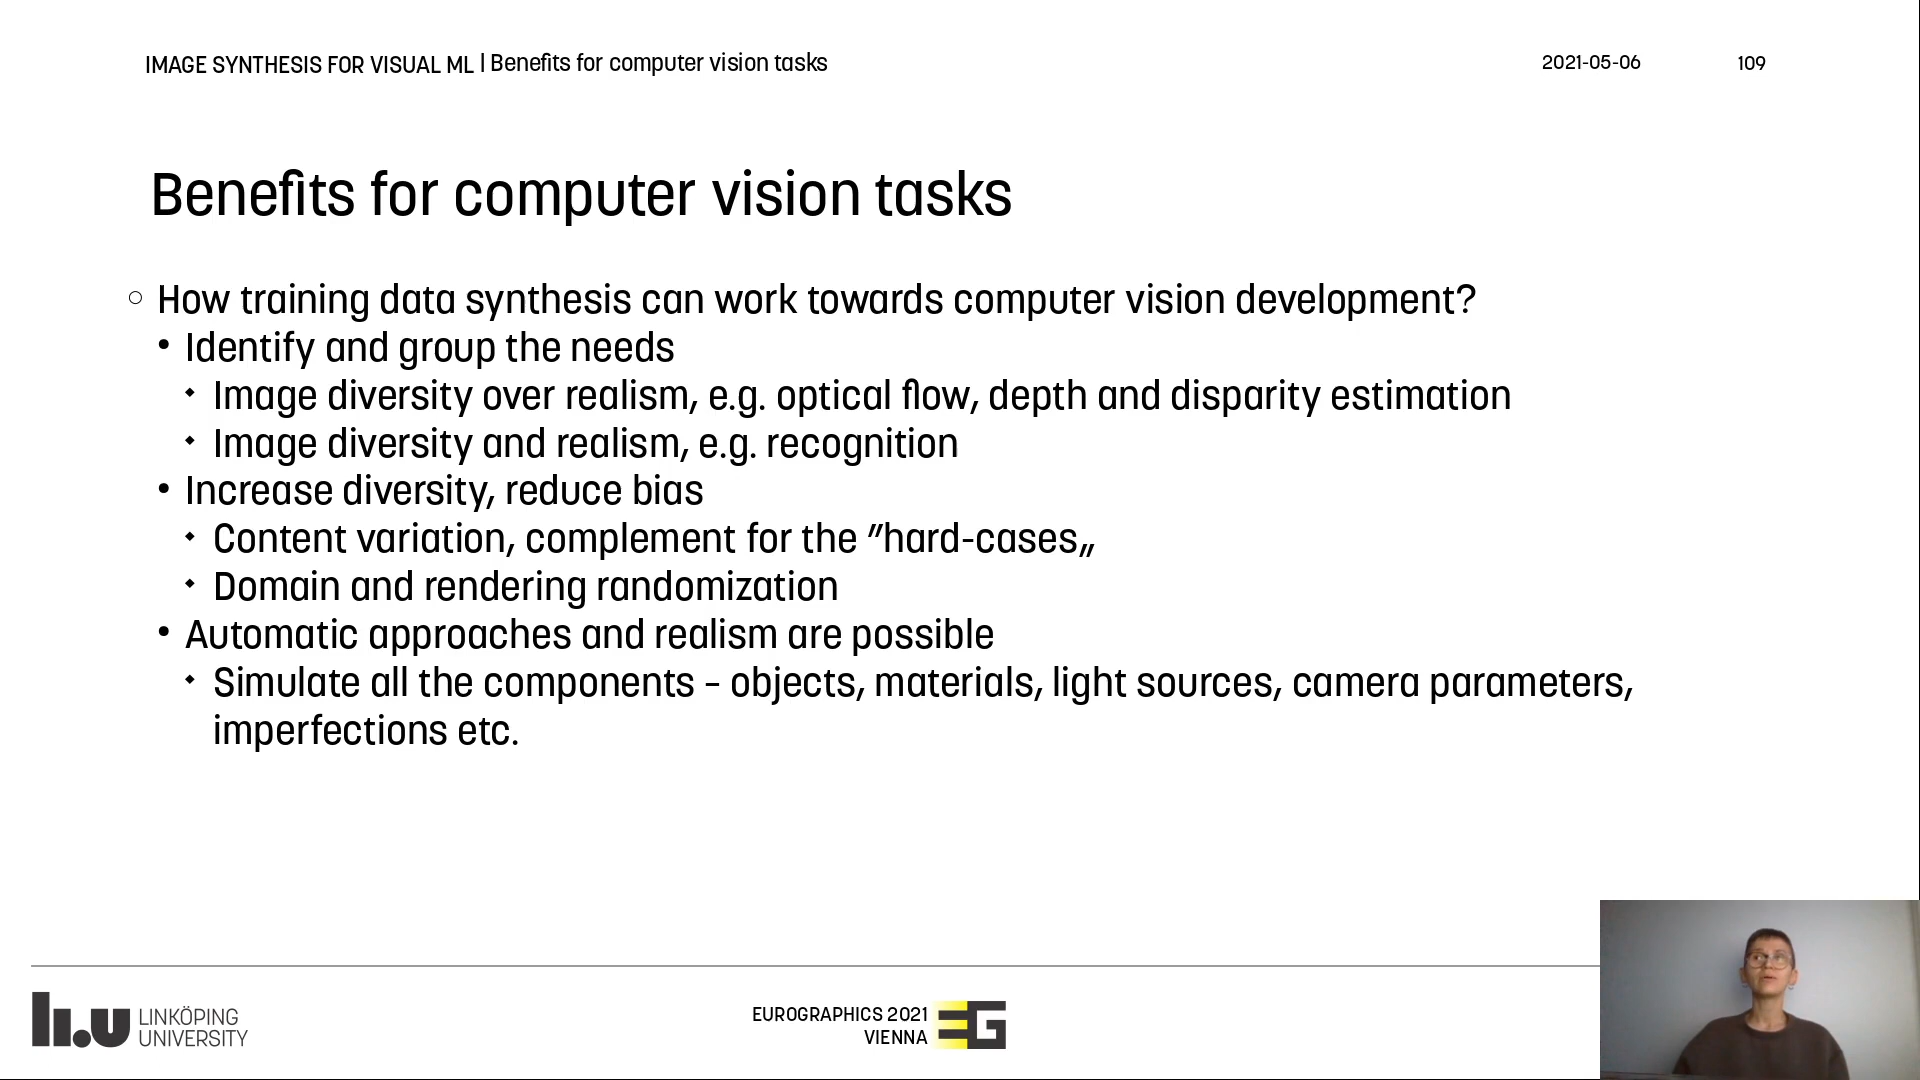 IMAGE SYNTHESIS FOR VISUAL ML | Benefits for computer vision tasks
2021-05-06
109
Benefits for computer vision tasks
How training data synthesis can work towards computer vision development?
Identify and group the needs
Image diversity over realism, e.g. optical flow, depth and disparity estimation
Image diversity and realism, e.g. recognition
Increase diversity, reduce bias
Content variation, complement for the ”hard-cases„
Domain and rendering randomization
Automatic approaches and realism are possible
Simulate all the components – objects, materials, light sources, camera parameters,
imperfections etc.
li.u LINKÖPING
UNIVERSITY
EUROGRAPHICS 2021
VIENNA
EG